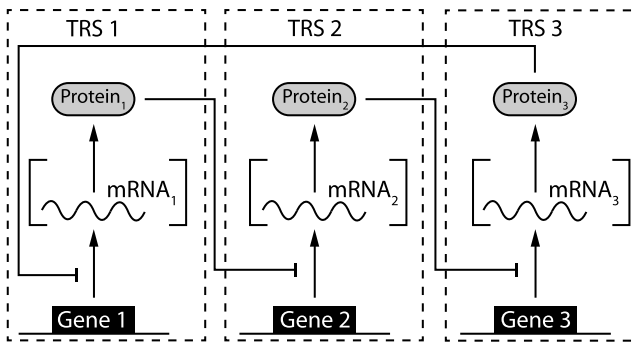 TRS 1
TRS 2
TRS 3
Protein₁
Protein₂
Protein₃
mRNA₁
mRNA₂
mRNA₃
Gene 1
Gene 2
Gene 3